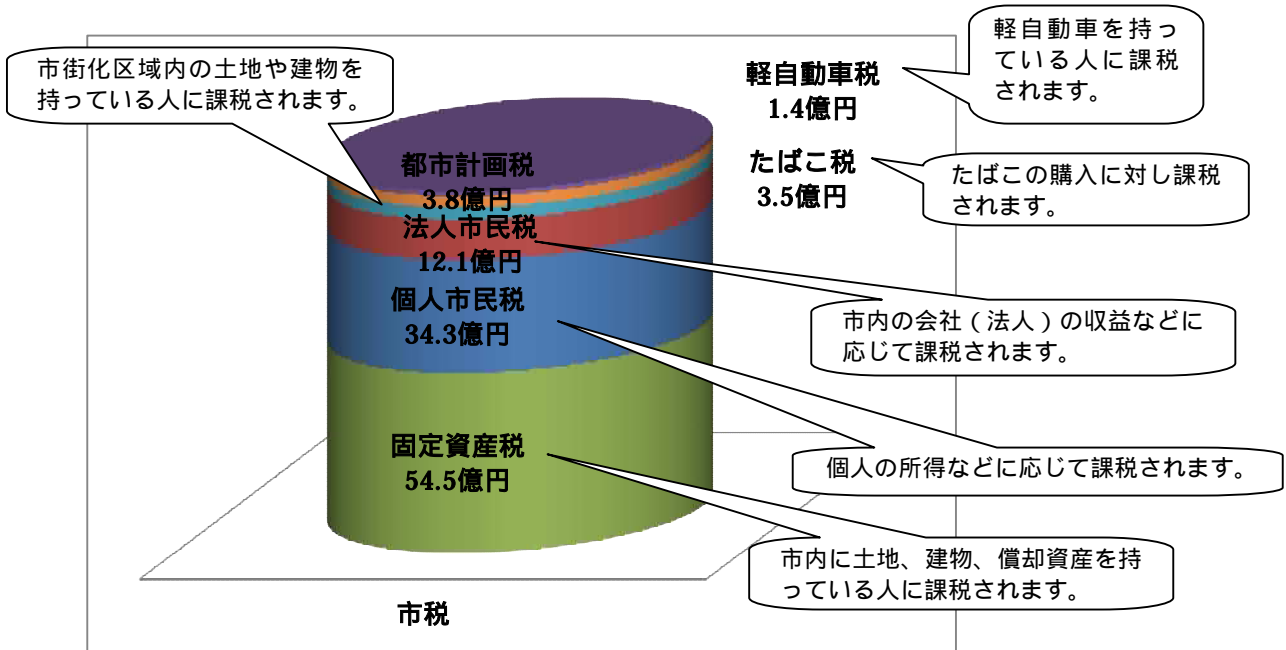 市街化区域内の土地や建物を
持っている人に課税されます。
軽自動車税
1.4億円
軽自動車を持っ
ている人に課税
されます。
たばこ税
3.5億円
たばこの購入に対し課税
されます。
都市計画税
3.8億円
法人市民税
12.1億円
市内の会社（法人）の収益などに
応じて課税されます。
個人市民税
34.3億円
個人の所得などに応じて課税されます。
固定資産税
54.5億円
市内に土地、建物、償却資産を持
っている人に課税されます。
市税